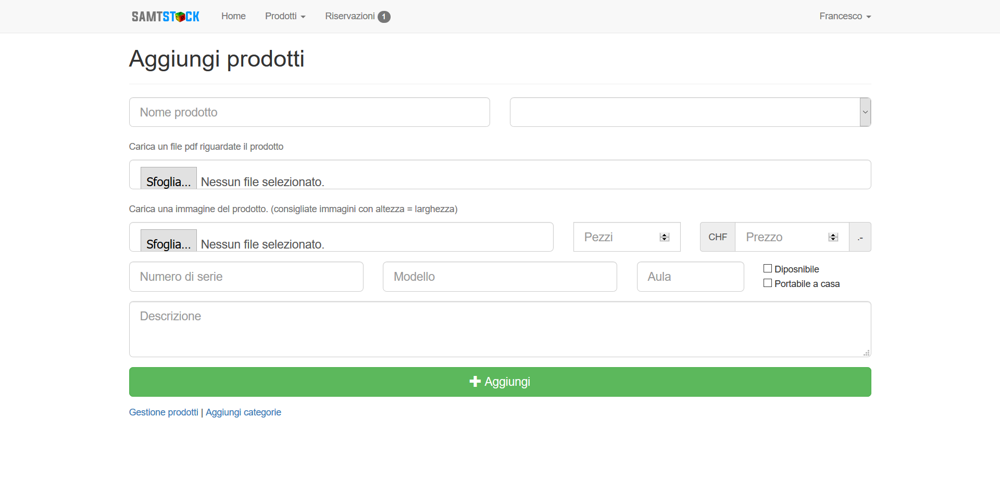 SAMTSTOCK Home Prodotti Riservazioni 1 Francesco
Aggiungi prodotti
Nome prodotto
Carica un file pdf riguardate il prodotto
Sfoglia... Nessun file selezionato.
Carica una immagine del prodotto. (consigliate immagini con altezza = larghezza)
Sfoglia... Nessun file selezionato. Pezzi CHF Prezzo .-
Numero di serie Modello Aula Diposnibile
Portabile a casa
Descrizione
Aggiungi
Gestione prodotti | Aggiungi categorie